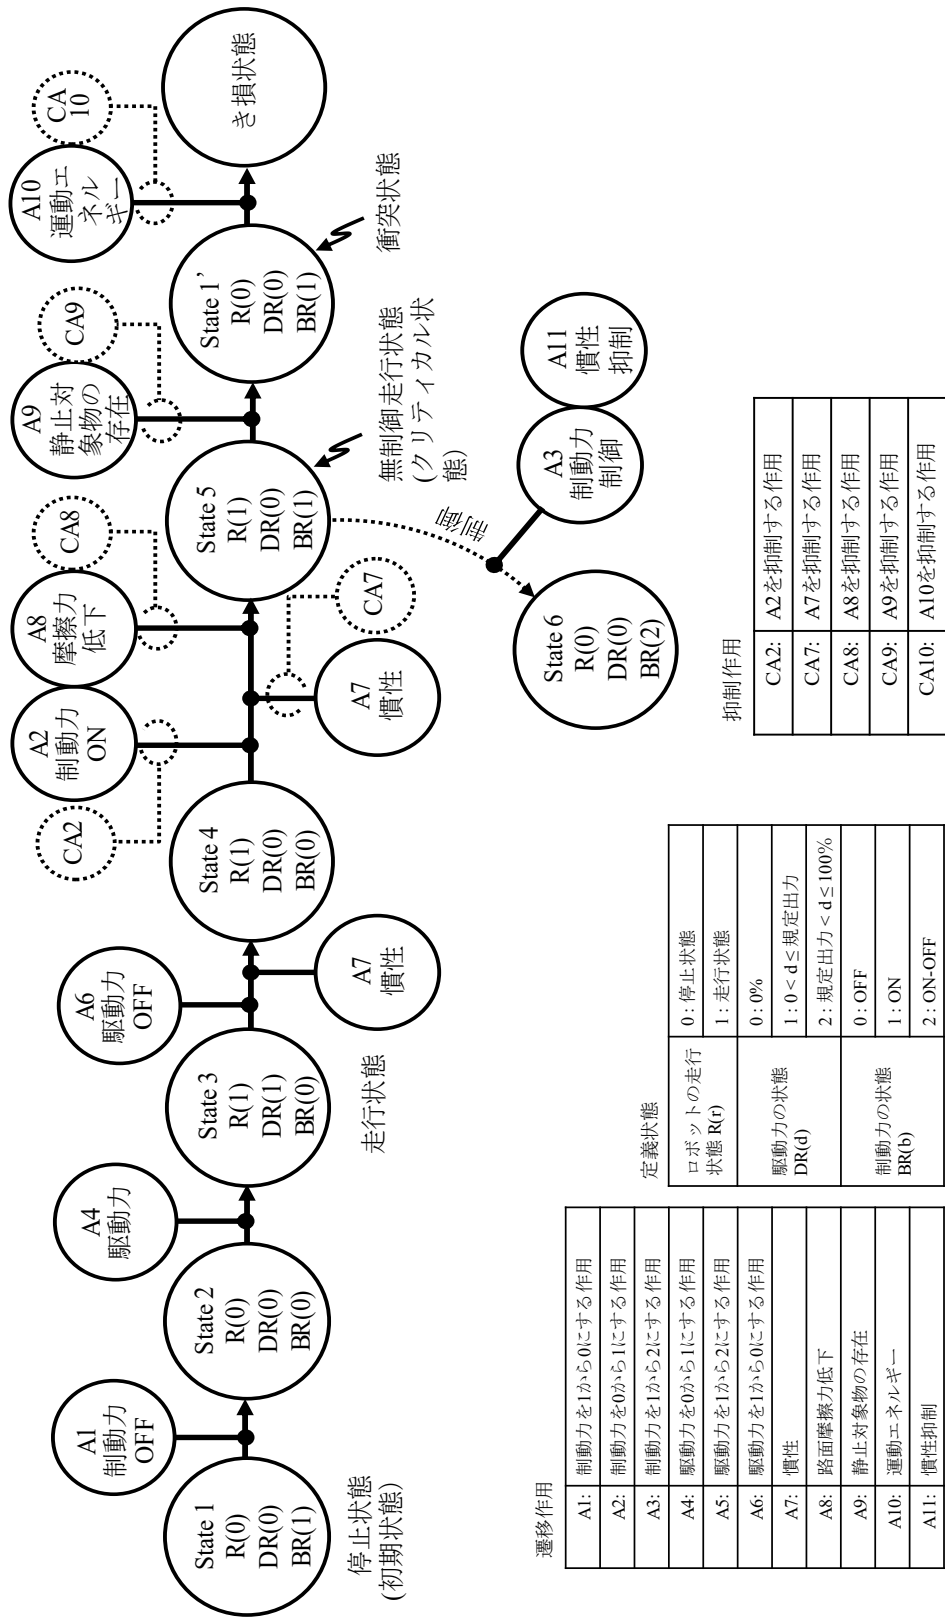 State 1
R(0)
DR(0)
BR(1)
停止状態
(初期状態)
A1
制動力
OFF
State 2
R(0)
DR(0)
BR(0)
A4
駆動力
State 3
R(1)
DR(1)
BR(0)
走行状態
A6
駆動力
OFF
A7
慣性
State 4
R(1)
DR(0)
BR(0)
CA2
A2
制動力
ON
A8
摩擦力
低下
CA8
A7
慣性
CA7
State 5
R(1)
DR(0)
BR(1)
無制御走行状態
(クリティカル状
態)
A9
静止対
象物の
存在
CA9
State 1’
R(0)
DR(0)
BR(1)
衝突状態
A10
運動エ
ネル
ギー
CA
10
き損状態
制御
State 6
R(0)
DR(0)
BR(2)
A3
制動力
制御
A11
慣性
抑制
遷移作用
A1: 制動力を1から0にする作用
A2: 制動力を0から1にする作用
A3: 制動力を1から2にする作用
A4: 駆動力を0から1にする作用
A5: 駆動力を1から2にする作用
A6: 駆動力を1から0にする作用
A7: 慣性
A8: 路面摩擦力低下
A9: 静止対象物の存在
A10: 運動エネルギー
A11: 慣性抑制
定義状態
ロボットの走行
状態 R(r)
0 : 停止状態
1 : 走行状態
駆動力の状態
DR(d)
0 : 0%
1 : 0 < d ≤ 規定出力
2 : 規定出力 < d ≤ 100%
制動力の状態
BR(b)
0 : OFF
1 : ON
2 : ON-OFF
抑制作用
CA2: A2を抑制する作用
CA7: A7を抑制する作用
CA8: A8を抑制する作用
CA9: A9を抑制する作用
CA10: A10を抑制する作用